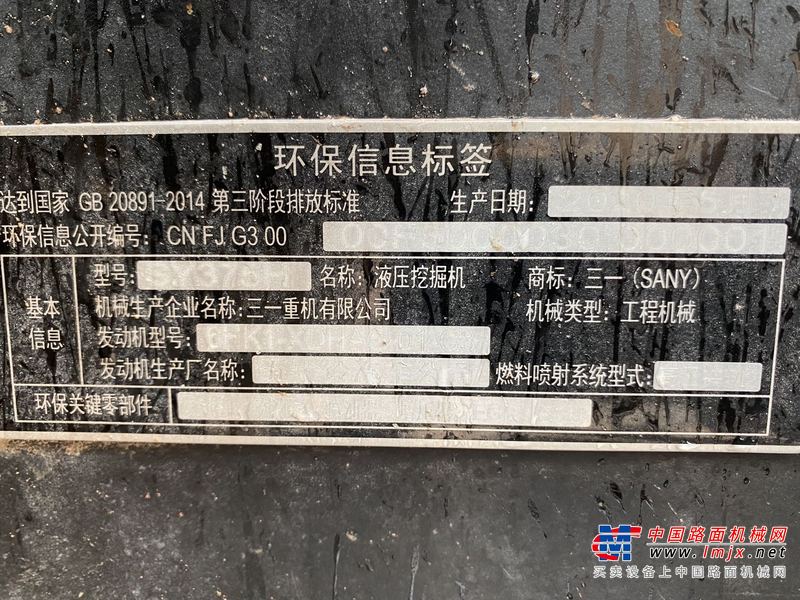 环保信息标签
达到国家 GB 20891-2014 第三阶段排放标准 生产日期：
环保信息公开编号： CN FJ G3 00
型号： 名称：液压挖掘机 商标：三一（SANY）
基本信息
机械生产企业名称：三一重机有限公司 机械类型：工程机械
发动机型号：
发动机生产厂名称： 燃料喷射系统型式：
环保关键零部件
中国路面机械网
www.lmjx.net
买卖设备上中国路面机械网